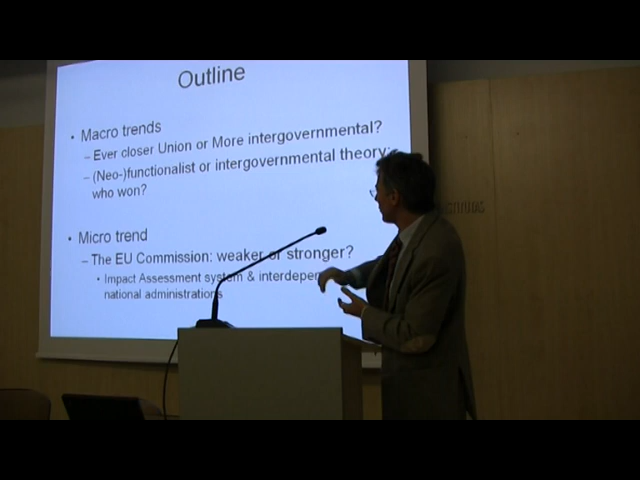 Outline
• Macro trends
– Ever closer Union or More intergovernmental?
– (Neo-)functionalist or intergovernmental theory:
who won?
• Micro trend
– The EU Commission: weaker or stronger?
• Impact Assessment system &
national administrations